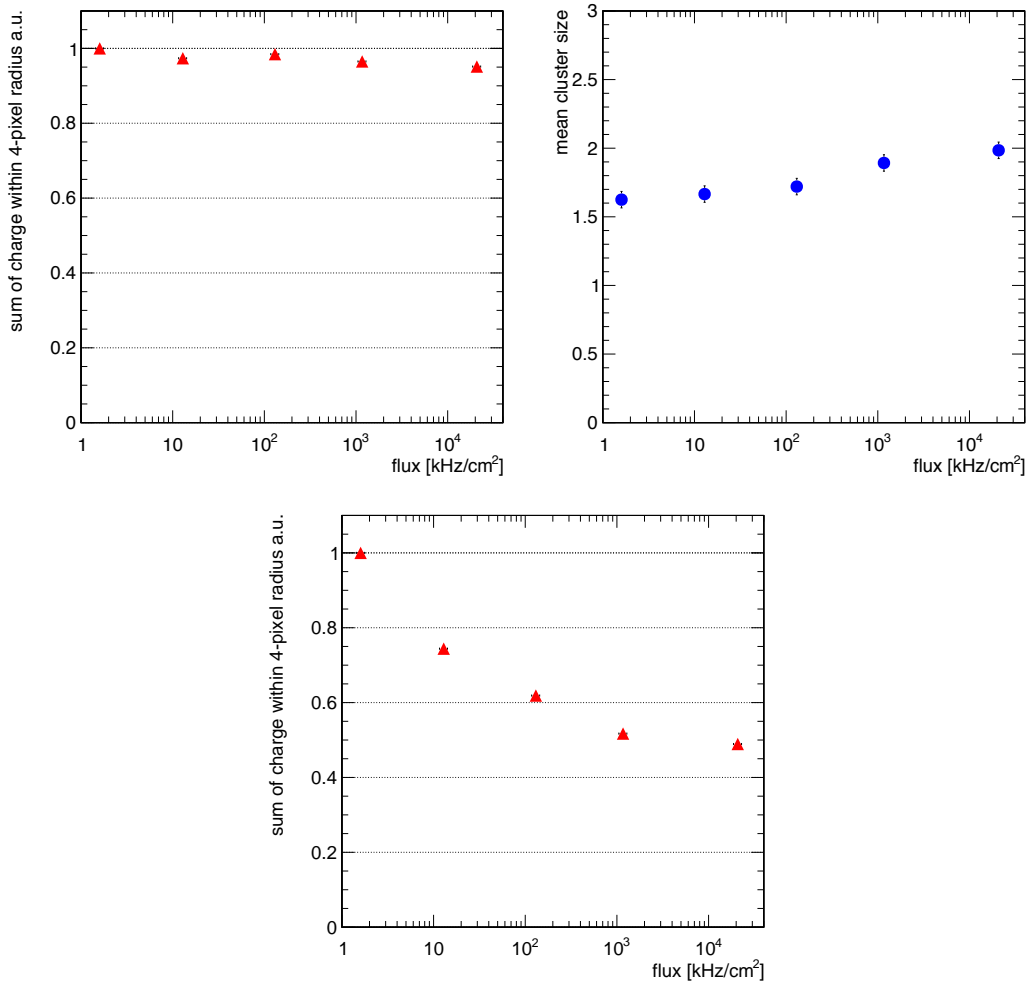 sum of charge within 4-pixel radius a.u.
1
0.8
0.6
0.4
0.2
0
1 10 10² 10³ 10⁴
flux [kHz/cm²]
mean cluster size
3
2.5
2
1.5
1
0.5
0
1 10 10² 10³ 10⁴
flux [kHz/cm²]
sum of charge within 4-pixel radius a.u.
1
0.8
0.6
0.4
0.2
0
1 10 10² 10³ 10⁴
flux [kHz/cm²]